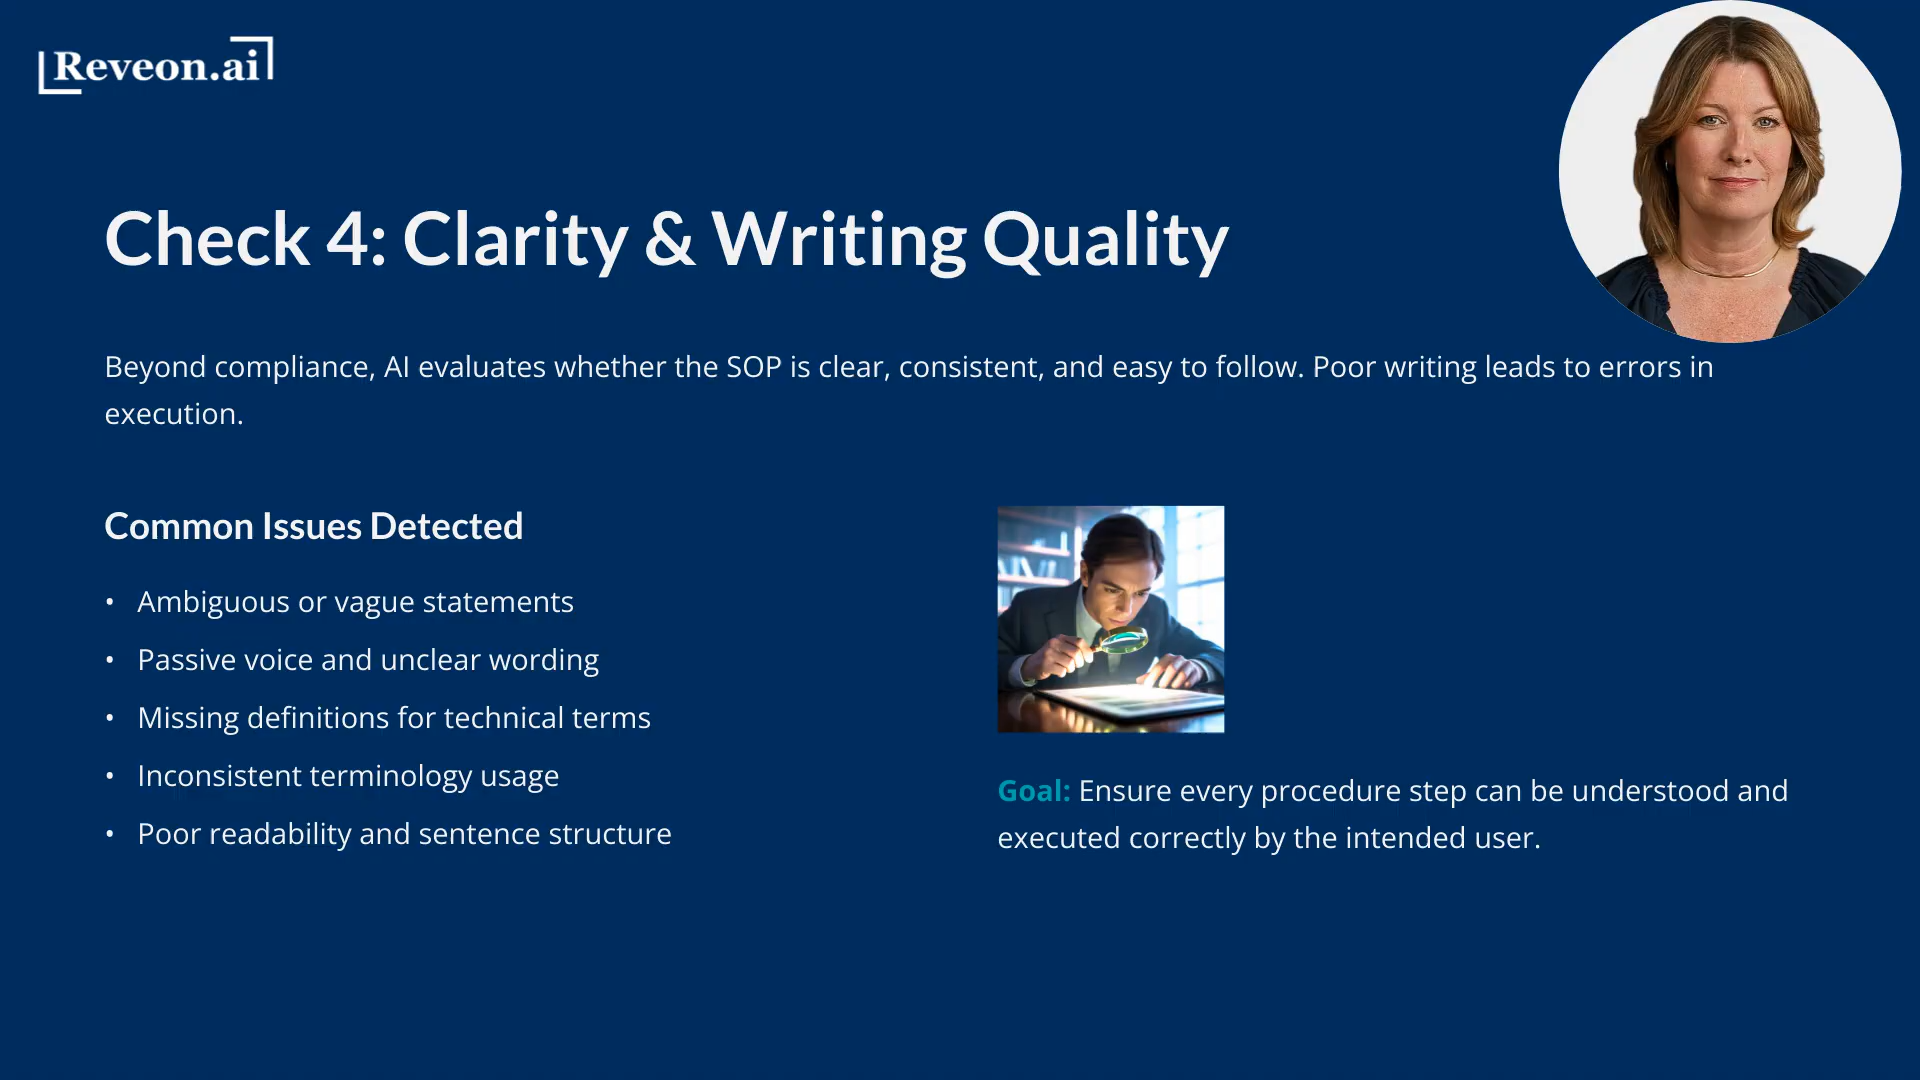 Reveon.ai
Check 4: Clarity & Writing Quality
Beyond compliance, AI evaluates whether the SOP is clear, consistent, and easy to follow. Poor writing leads to errors in
execution.
Common Issues Detected
• Ambiguous or vague statements
• Passive voice and unclear wording
• Missing definitions for technical terms
• Inconsistent terminology usage
• Poor readability and sentence structure
Goal: Ensure every procedure step can be understood and
executed correctly by the intended user.